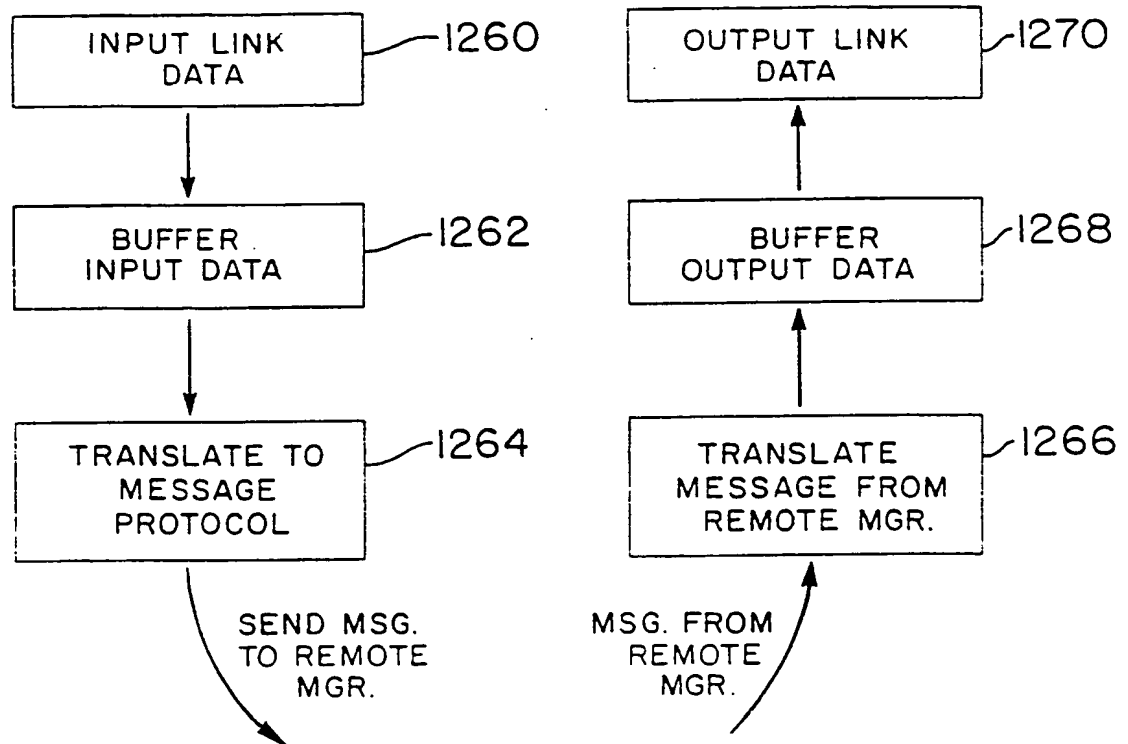 INPUT LINK
DATA
1260
BUFFER
INPUT DATA
1262
TRANSLATE TO
MESSAGE
PROTOCOL
1264
SEND MSG.
TO REMOTE
MGR.
OUTPUT LINK
DATA
1270
BUFFER
OUTPUT DATA
1268
TRANSLATE
MESSAGE FROM
REMOTE MGR.
1266
MSG. FROM
REMOTE
MGR.